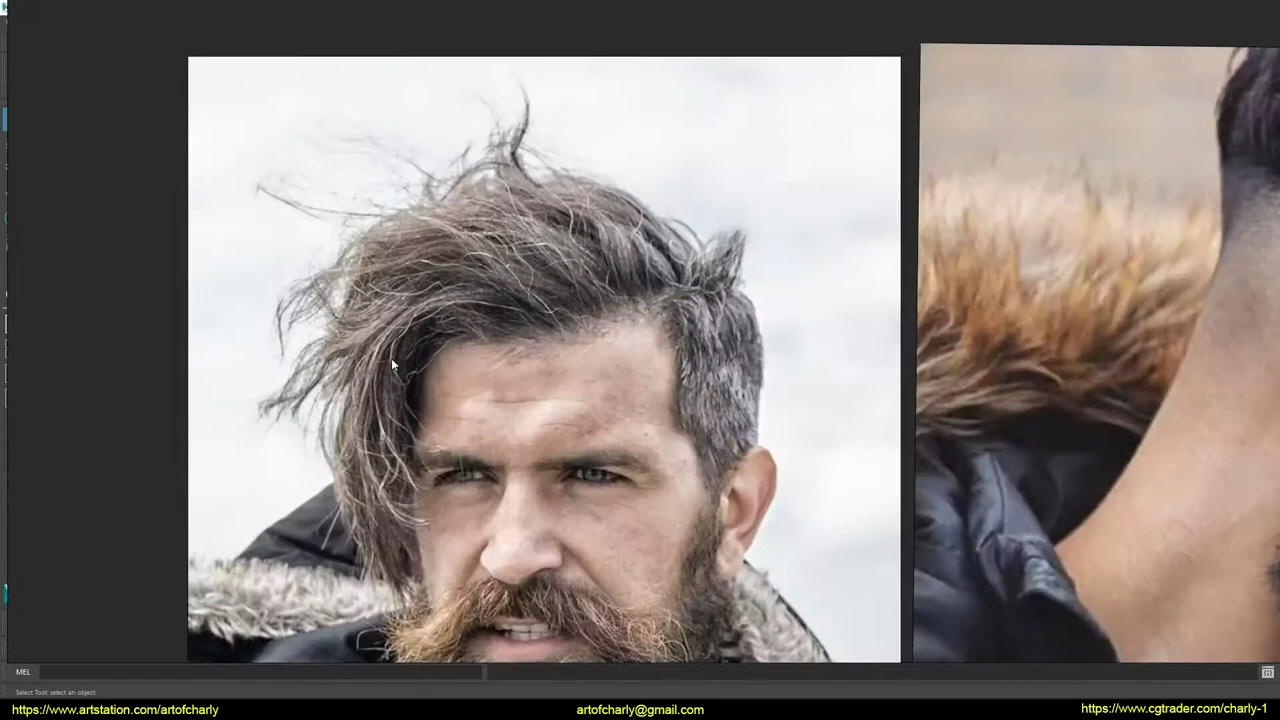 MEL
Select Tool: select an object
https://www.artstation.com/artofcharly
artofcharly@gmail.com
https://www.cgtrader.com/charly-1